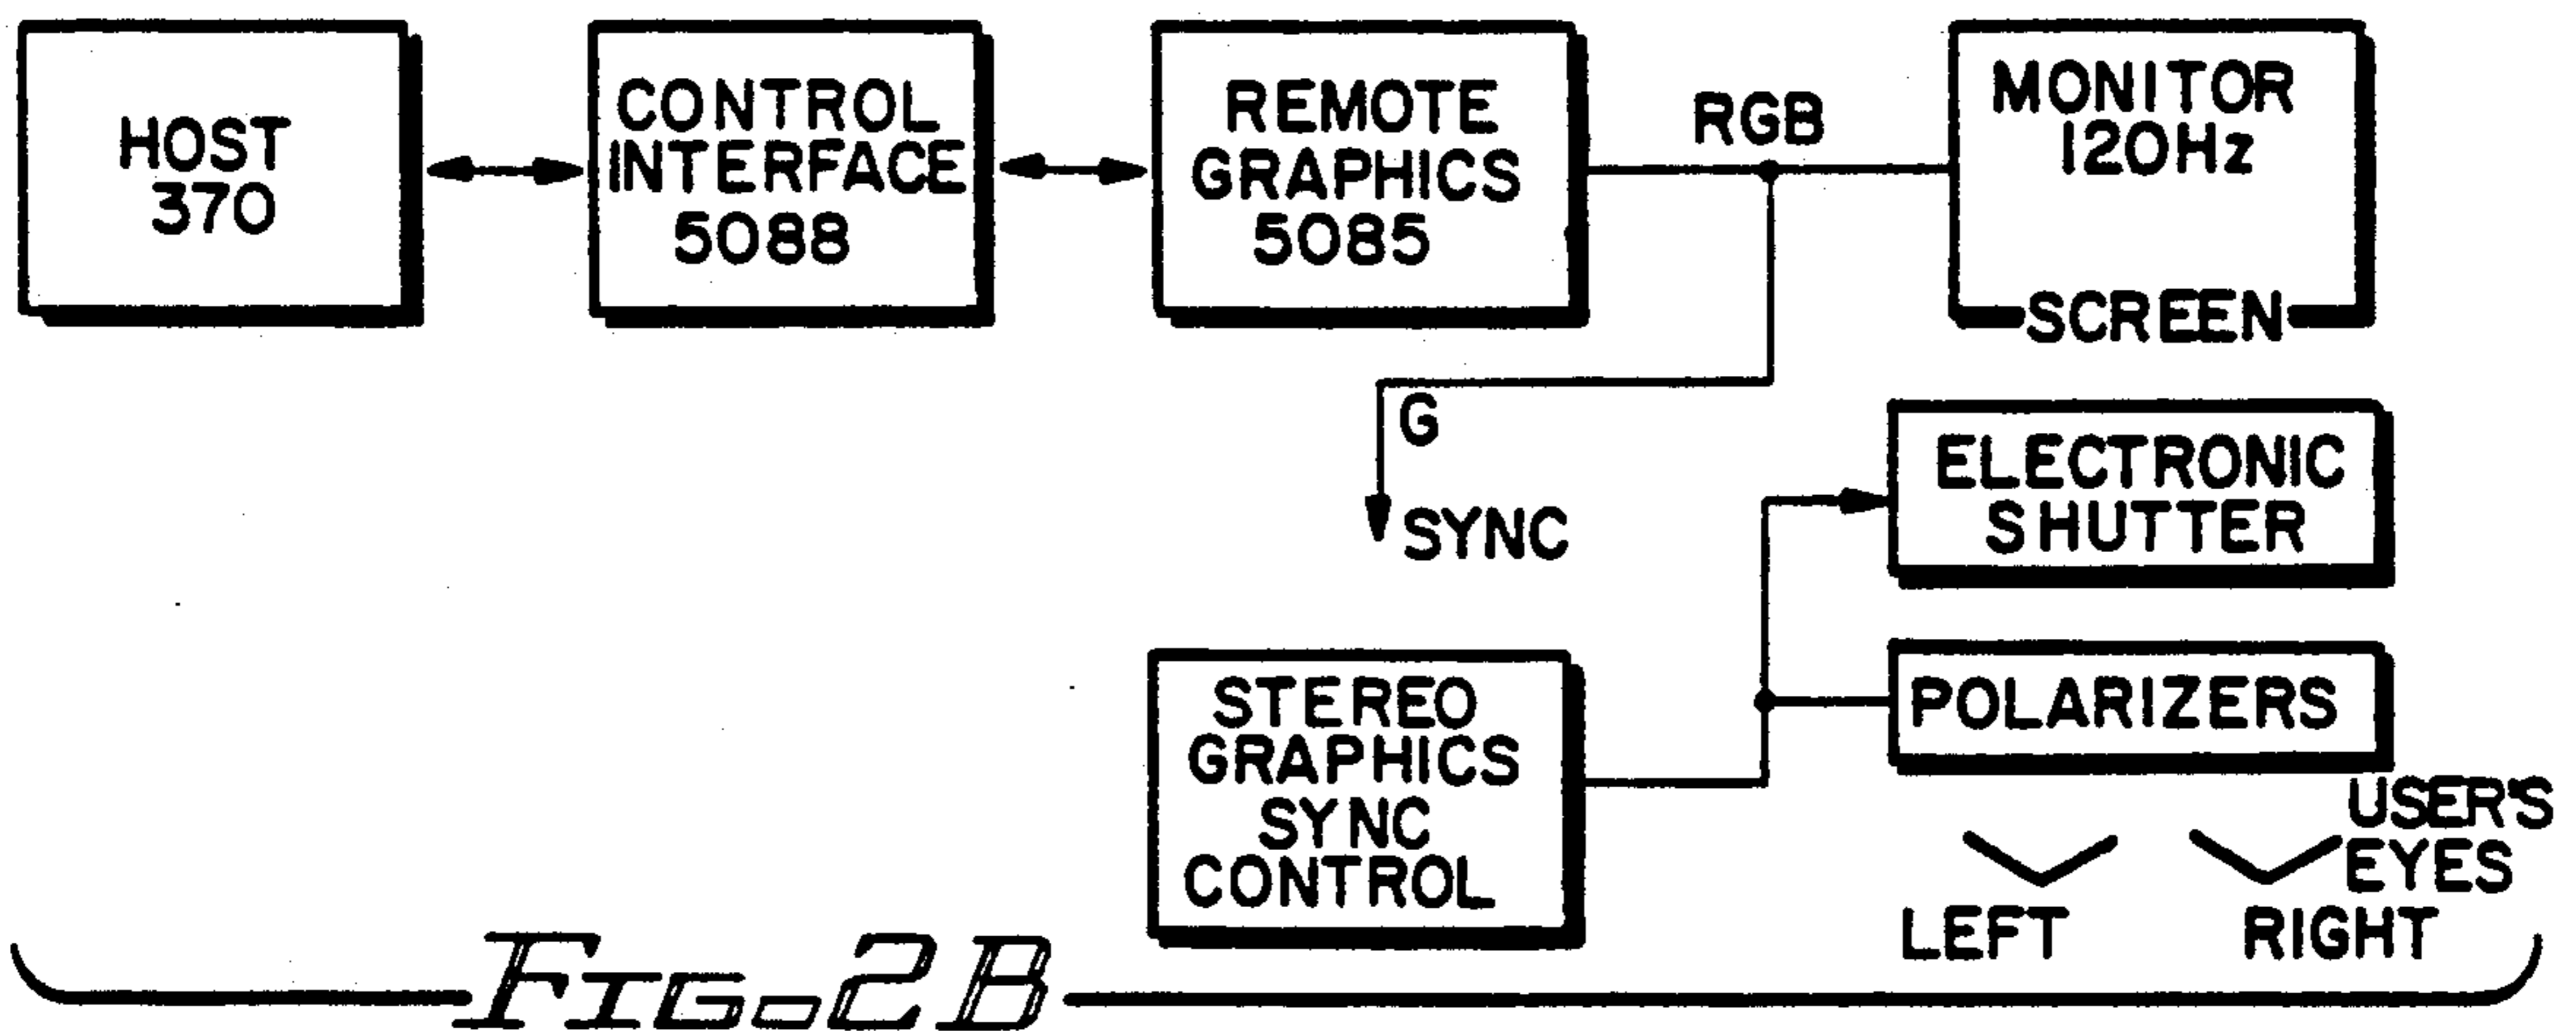 HOST
370
CONTROL
INTERFACE
5088
REMOTE
GRAPHICS
5085
RGB
MONITOR
120Hz
SCREEN
G
SYNC
ELECTRONIC
SHUTTER
STEREO
GRAPHICS
SYNC
CONTROL
POLARIZERS
USER'S
EYES
LEFT
RIGHT
FIG. 2B